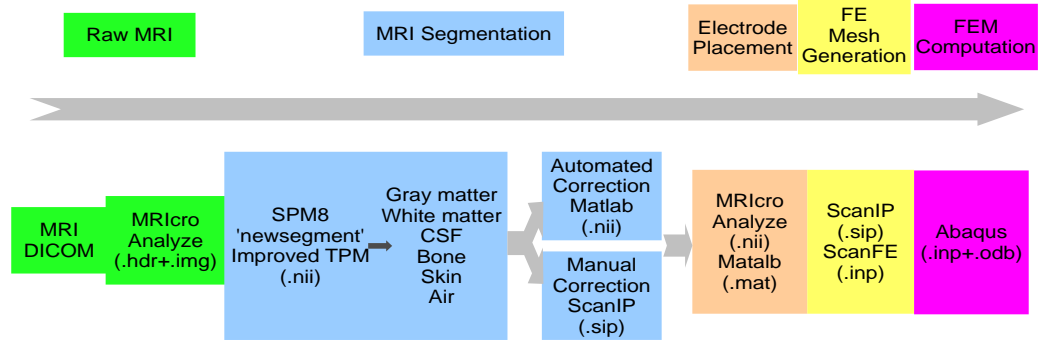 Raw MRI
MRI Segmentation
Electrode
Placement
FE
Mesh
Generation
FEM
Computation
MRI
DICOM
MRIcro
Analyze
(.hdr+.img)
SPM8
'newsegment'
Improved TPM
(.nii)
Gray matter
White matter
CSF
Bone
Skin
Air
Automated
Correction
Matlab
(.nii)
Manual
Correction
ScanIP
(.sip)
MRIcro
Analyze
(.nii)
Matalb
(.mat)
ScanIP
(.sip)
ScanFE
(.inp)
Abaqus
(.inp+.odb)